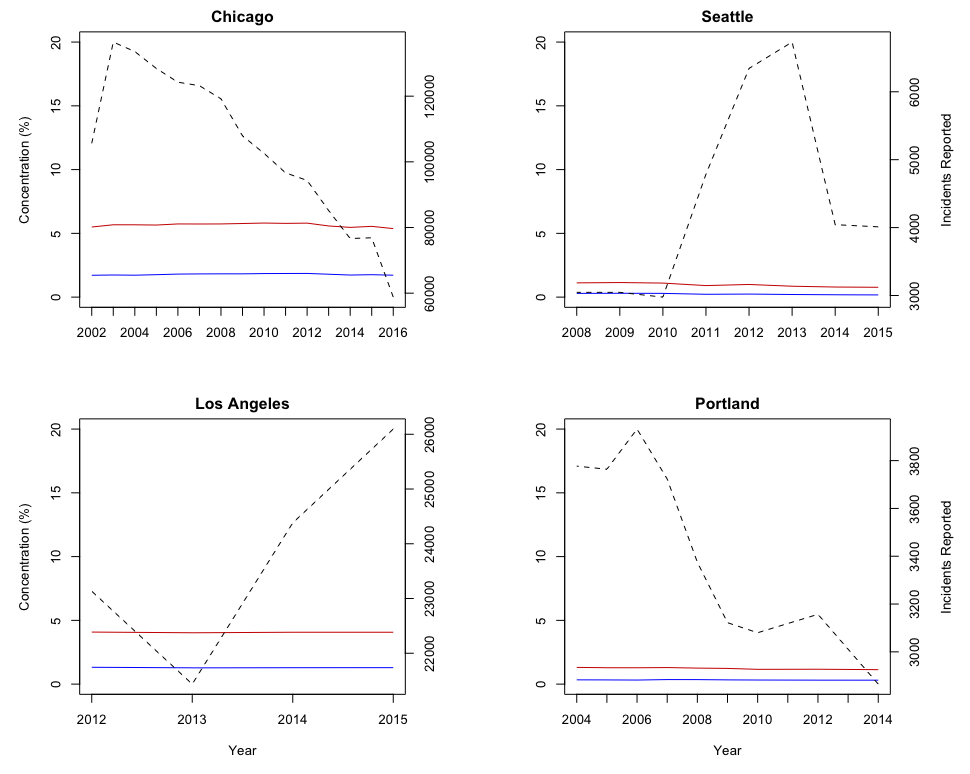 Chicago
Concentration (%)
20
15
10
5
0
120000
100000
80000
60000
2002 2004 2006 2008 2010 2012 2014 2016
Seattle
20
15
10
5
0
6000
5000
4000
3000
Incidents Reported
2008 2009 2010 2011 2012 2013 2014 2015
Los Angeles
Concentration (%)
20
15
10
5
0
26000
25000
24000
23000
22000
2012 2013 2014 2015
Year
Portland
20
15
10
5
0
3800
3600
3400
3200
3000
Incidents Reported
2004 2006 2008 2010 2012 2014
Year